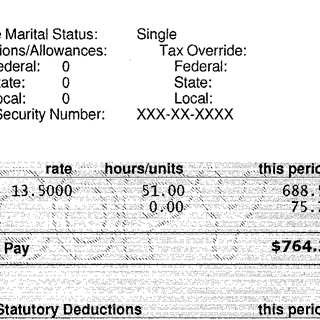 e Marital Status: Single
ions/Allowances: Tax Override:
ederal: 0 Federal:
tate: 0 State:
ocal: 0 Local:
Security Number: XXX-XX-XXXX
rate hours/units this perio
13.5000 51.00 688.
0.00 75.
Pay $764.
Statutory Deductions this perio